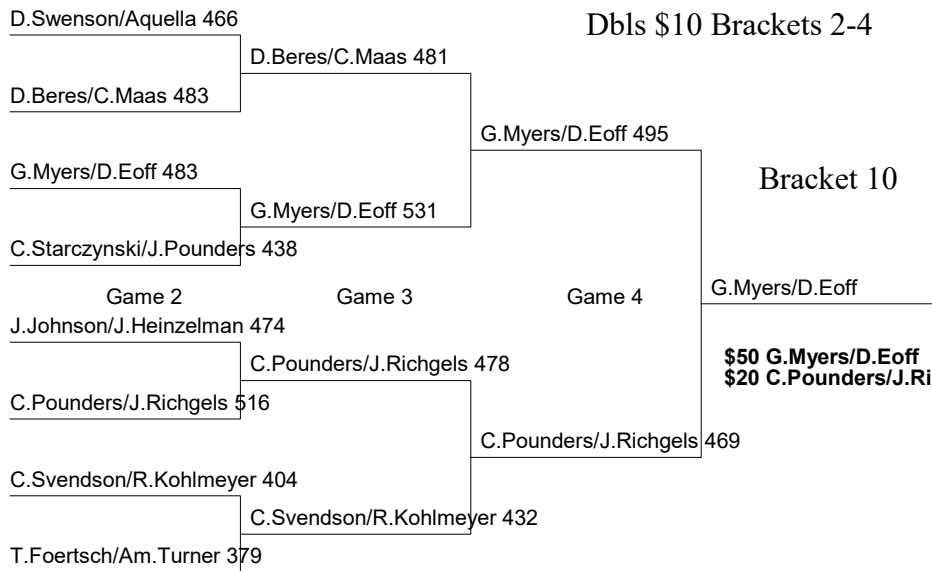 D.Swenson/Aquella 466
Dbls $10 Brackets 2-4
D.Beres/C.Maas 481
D.Beres/C.Maas 483
G.Myers/D.Eoff 495
G.Myers/D.Eoff 483
Bracket 10
G.Myers/D.Eoff 531
C.Starczynski/J.Pounders 438
Game 2 Game 3 Game 4 G.Myers/D.Eoff
J.Johnson/J.Heinzelman 474
C.Pounders/J.Richgels 478
$50 G.Myers/D.Eoff
$20 C.Pounders/J.Ri
C.Pounders/J.Richgels 516
C.Pounders/J.Richgels 469
C.Svendson/R.Kohlmeyer 404
C.Svendson/R.Kohlmeyer 432
T.Foertsch/Am.Turner 379